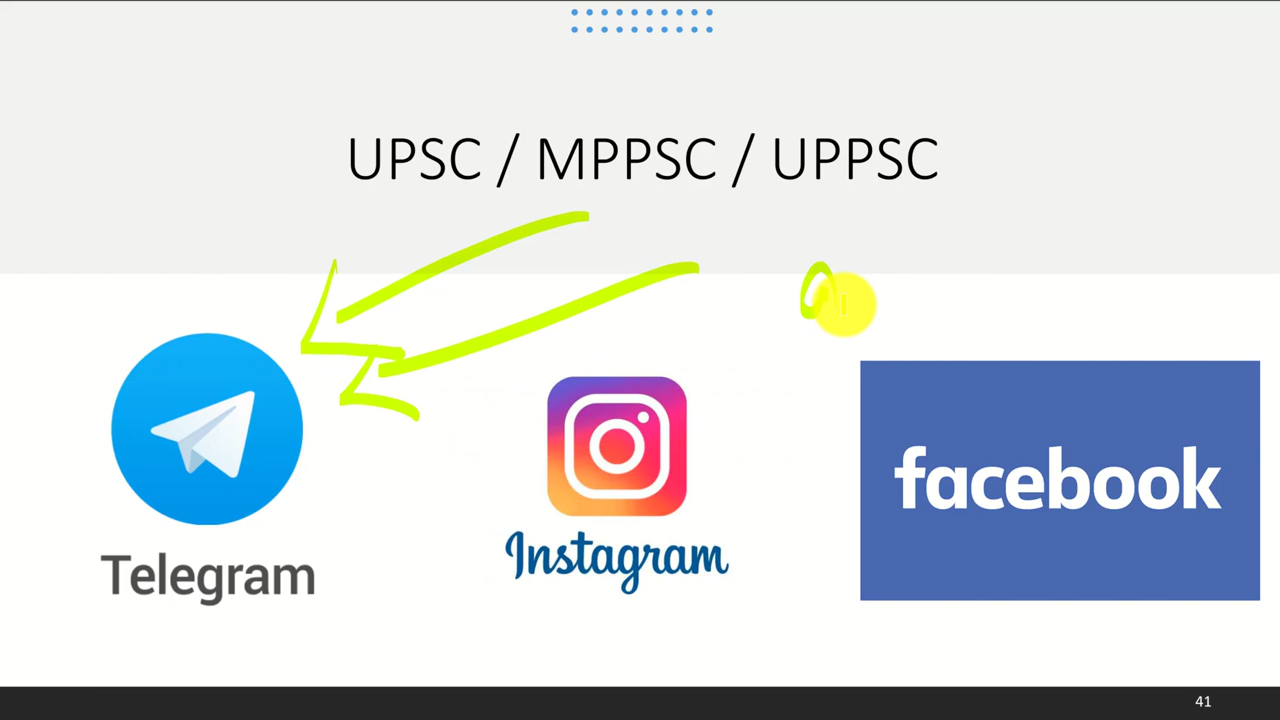 UPSC / MPPSC / UPPSC
Telegram
Instagram
facebook
41